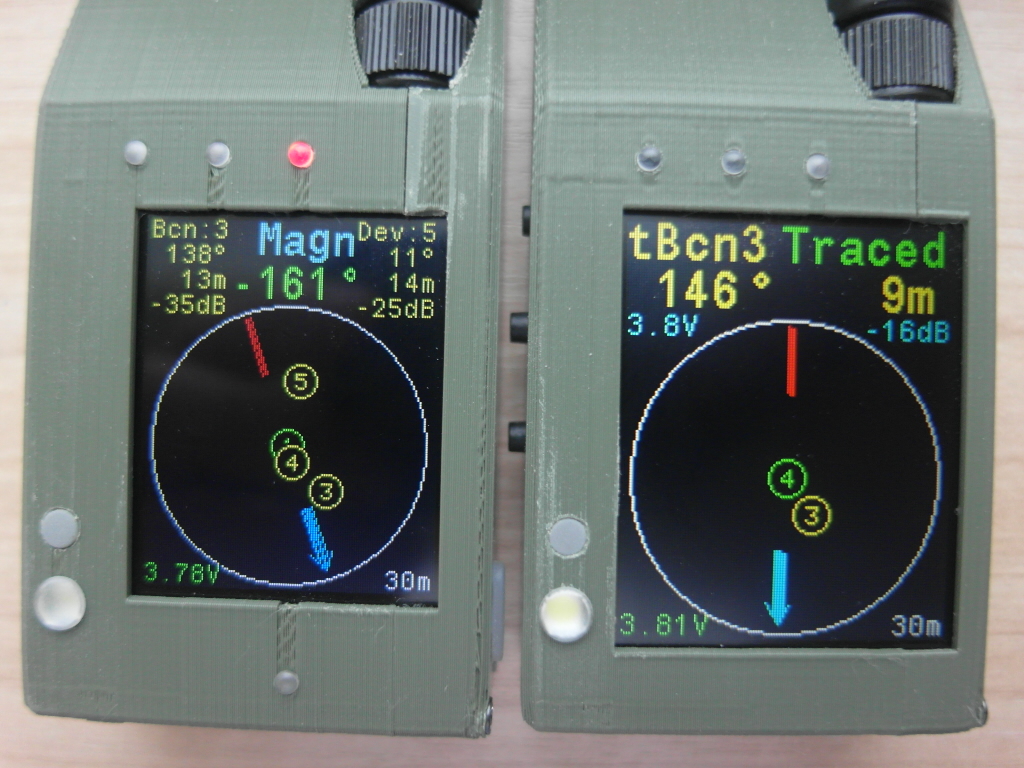 Bcn:3 Magn Dev:5
138° 11°
13m -161° 14m
-35dB -25dB
5
4
3
3.78V 30m
tBcn3 Traced
146° 9m
3.8V -16dB
4
3
3.81V 30m